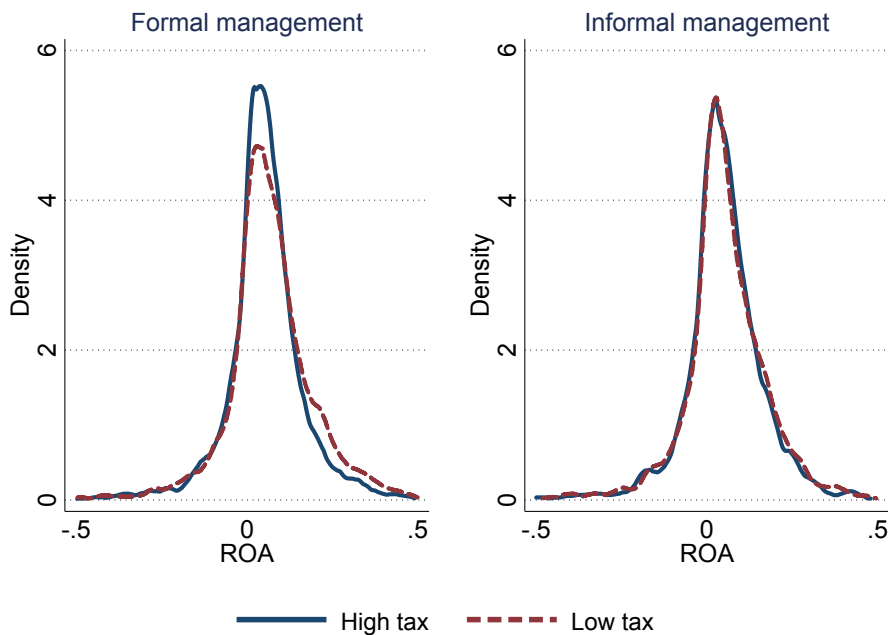 Formal management
Informal management
6
4
2
0
Density
-.5 0 .5
ROA
6
4
2
0
Density
-.5 0 .5
ROA
High tax
Low tax